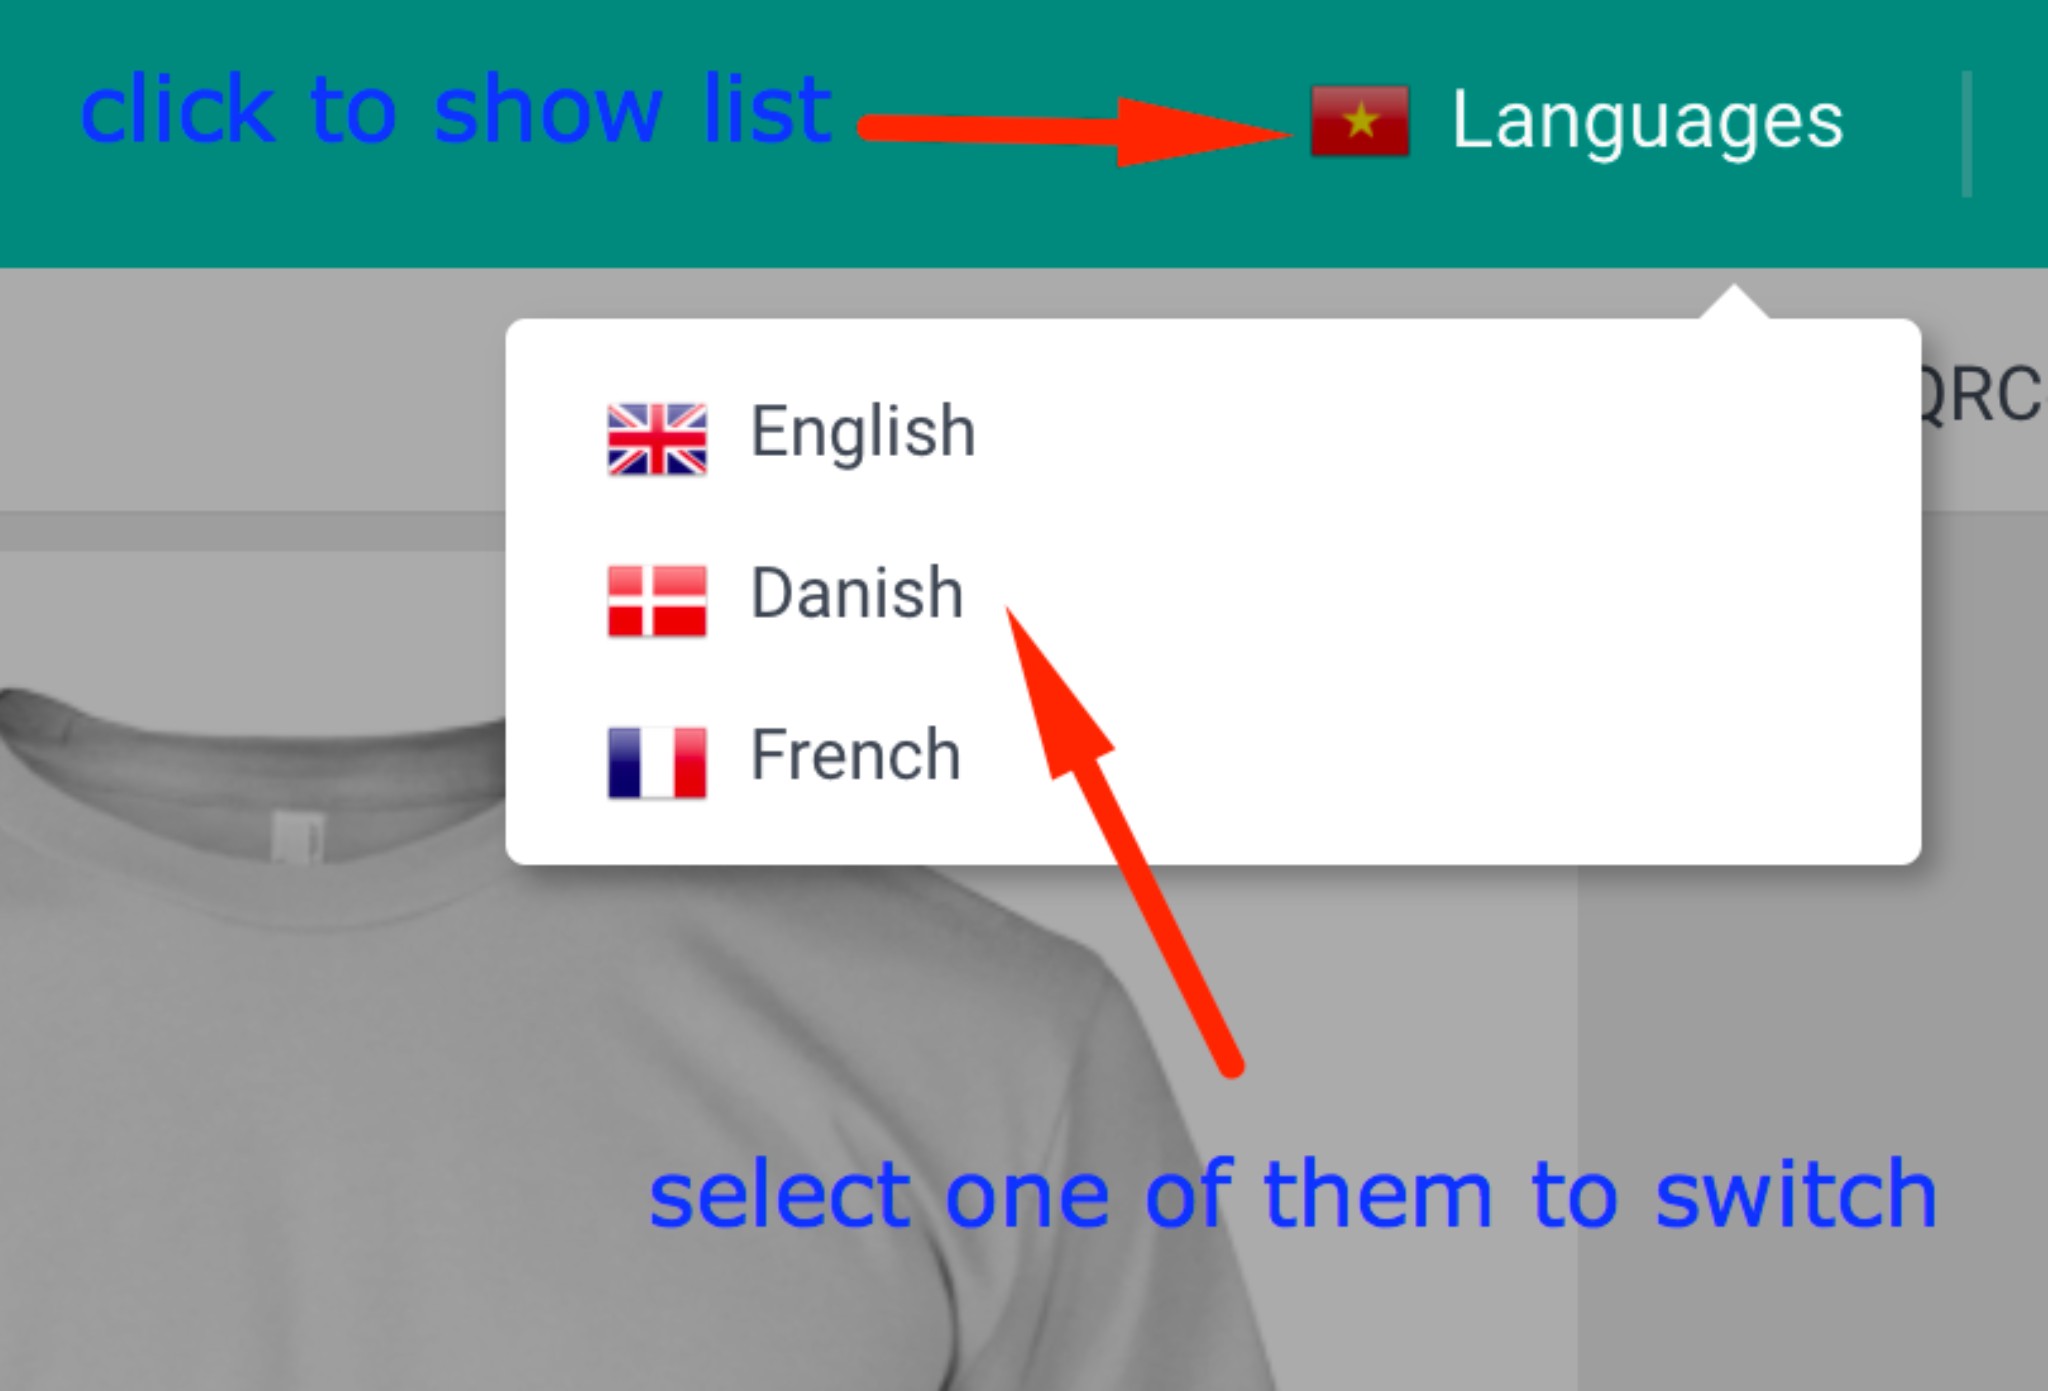 click to show list
Languages
QRC
English
Danish
French
select one of them to switch